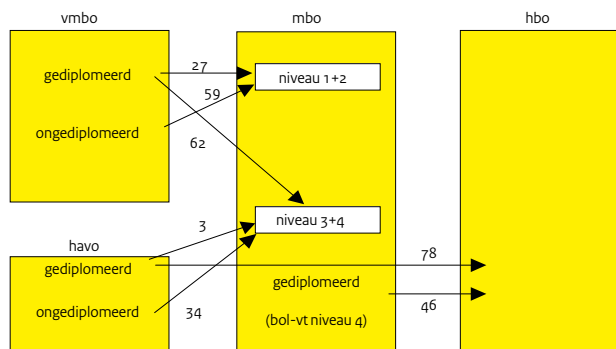 vmbo
mbo
hbo
gediplomeerd
27
niveau 1+2
59
ongediplomeerd
62
niveau 3+4
3
havo
gediplomeerd
78
gediplomeerd
ongediplomeerd
34
46
(bol-vt niveau 4)